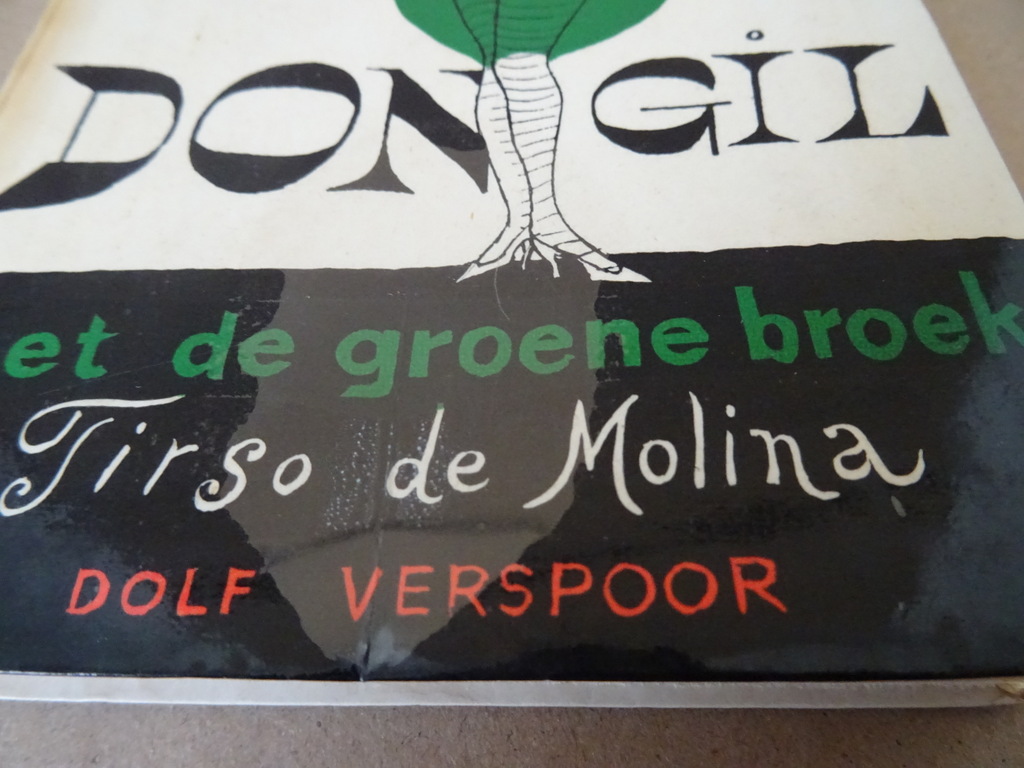 DON GiL
et de groene broek
Tirso de Molina
DOLF VERSPOOR